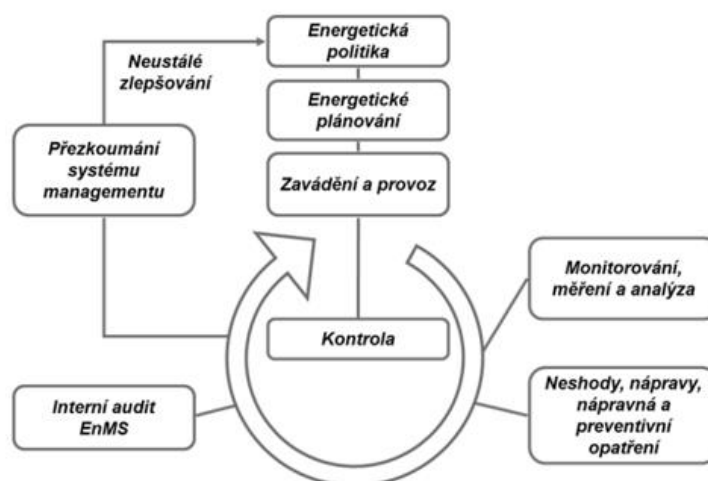 Energetická
politika
Neustálé
zlepšování
Energetické
plánování
Přezkoumání
systému
managementu
Zavádění a provoz
Monitorování,
měření a analýza
Kontrola
Interní audit
EnMS
Neshody, nápravy,
nápravná a
preventivní
opatření